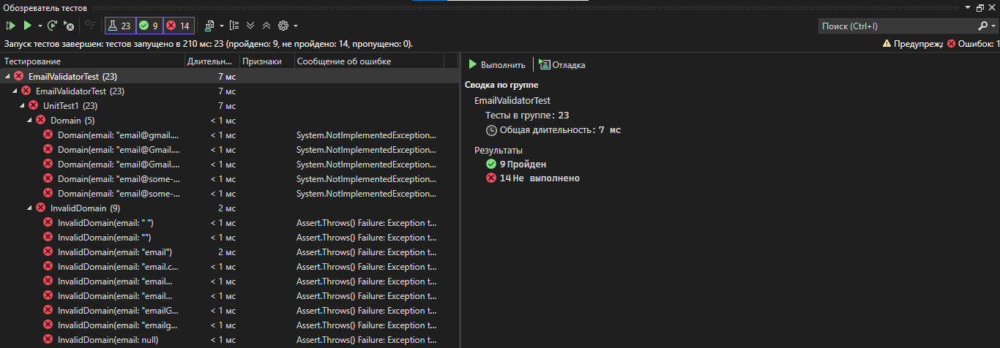 Обозреватель тестов
23 9 14 Поиск (Ctrl+I)
Запуск тестов завершен: тестов запущено в 210 мс: 23 (пройдено: 9, не пройдено: 14, пропущено: 0). Предупрежд Ошибок: 1
Тестирование Длительн... Признаки Сообщение об ошибке
EmailValidatorTest (23) 7 мс
EmailValidatorTest (23) 7 мс
UnitTest1 (23) 7 мс
Domain (5) < 1 мс
Domain(email: "email@gmail.... < 1 мс System.NotImplementedException...
Domain(email: "email@Gmail.... < 1 мс System.NotImplementedException...
Domain(email: "email@Gmail.... < 1 мс System.NotImplementedException...
Domain(email: "email@some-... < 1 мс System.NotImplementedException...
Domain(email: "email@some-... < 1 мс System.NotImplementedException...
InvalidDomain (9) 2 мс
InvalidDomain(email: " ") < 1 мс Assert.Throws() Failure: Exception t...
InvalidDomain(email: "") < 1 мс Assert.Throws() Failure: Exception t...
InvalidDomain(email: "email") 2 мс Assert.Throws() Failure: Exception t...
InvalidDomain(email: "email.c... < 1 мс Assert.Throws() Failure: Exception t...
InvalidDomain(email: "email... < 1 мс Assert.Throws() Failure: Exception t...
InvalidDomain(email: "email... < 1 мс Assert.Throws() Failure: Exception t...
InvalidDomain(email: "emailG... < 1 мс Assert.Throws() Failure: Exception t...
InvalidDomain(email: "emailg... < 1 мс Assert.Throws() Failure: Exception t...
InvalidDomain(email: null) < 1 мс Assert.Throws() Failure: Exception t...
Выполнить Отладка
Сводка по группе
EmailValidatorTest
Тесты в группе: 23
Общая длительность: 7 мс
Результаты
9 Пройден
14 Не выполнено